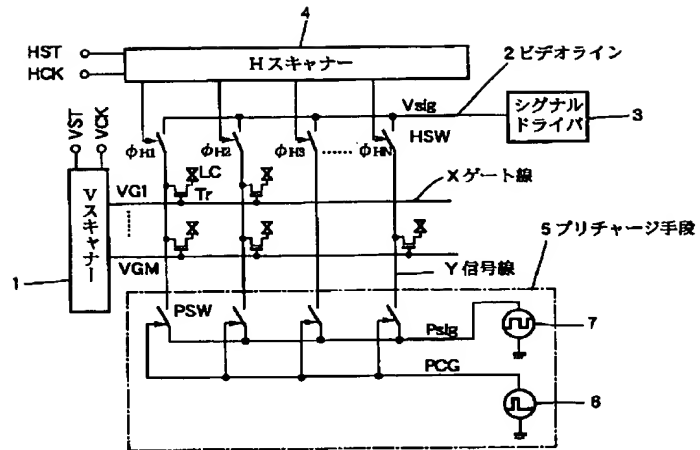 4
HST
HCK
Hスキャナー
2 ビデオライン
Vsig
シグナル
ドライバ
3
VST
VCK
HSW
φH1
φH2
φH3
……
φHN
LC
Tr
Xゲート線
VG1
Vスキャナー
VGM
1
5 プリチャージ手段
Y 信号線
PSW
Psig
7
PCG
6